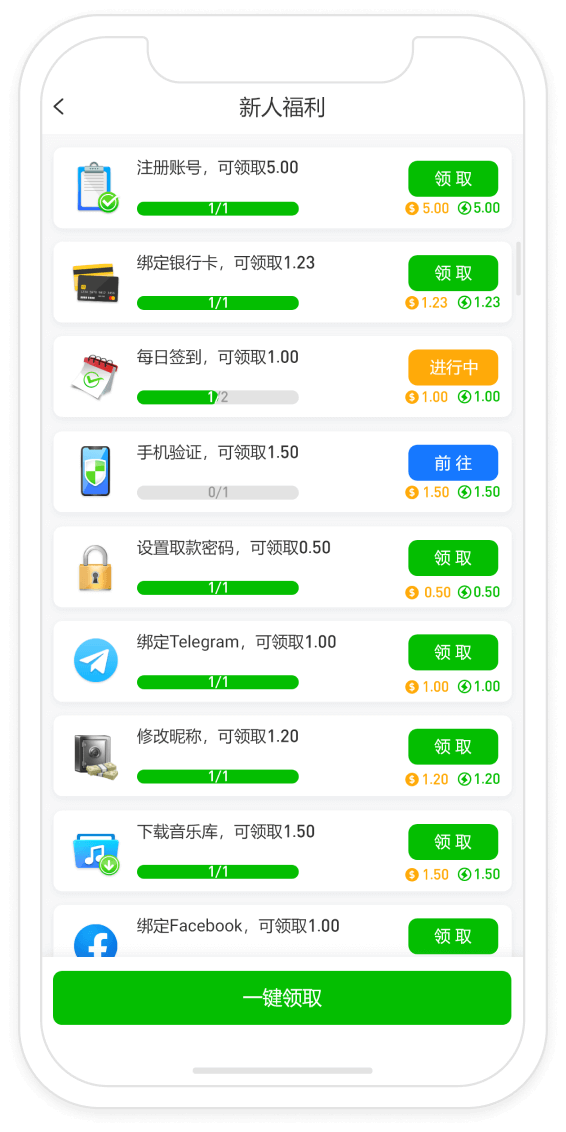 新人福利
注册账号，可领取5.00
领 取
1/1
5.00 5.00
绑定银行卡，可领取1.23
领 取
1/1
1.23 1.23
每日签到，可领取1.00
进行中
1/2
1.00 1.00
手机验证，可领取1.50
前 往
0/1
1.50 1.50
设置取款密码，可领取0.50
领 取
1/1
0.50 0.50
绑定Telegram，可领取1.00
领 取
1/1
1.00 1.00
修改昵称，可领取1.20
领 取
1/1
1.20 1.20
下载音乐库，可领取1.50
领 取
1/1
1.50 1.50
绑定Facebook，可领取1.00
领 取
一键领取